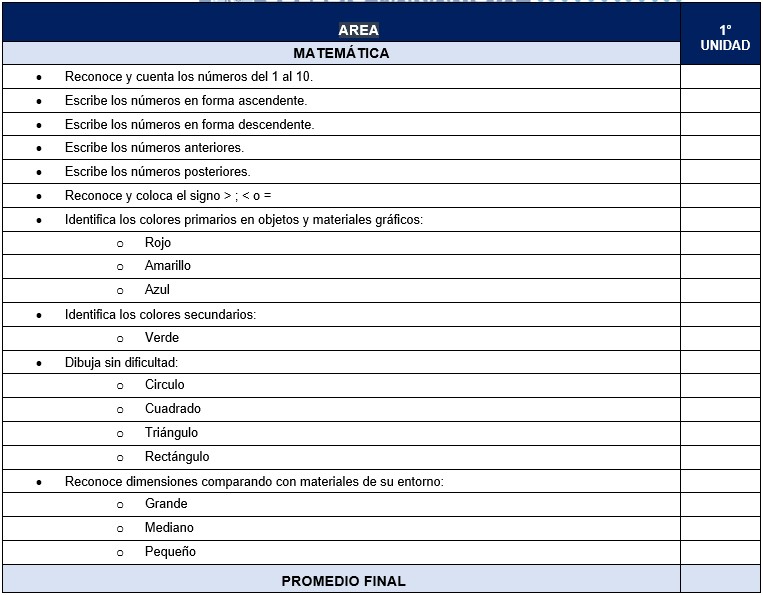 AREA
1°
UNIDAD
MATEMÁTICA
• Reconoce y cuenta los números del 1 al 10.
• Escribe los números en forma ascendente.
• Escribe los números en forma descendente.
• Escribe los números anteriores.
• Escribe los números posteriores.
• Reconoce y coloca el signo > ; < o =
• Identifica los colores primarios en objetos y materiales gráficos:
o Rojo
o Amarillo
o Azul
• Identifica los colores secundarios:
o Verde
• Dibuja sin dificultad:
o Circulo
o Cuadrado
o Triángulo
o Rectángulo
• Reconoce dimensiones comparando con materiales de su entorno:
o Grande
o Mediano
o Pequeño
PROMEDIO FINAL